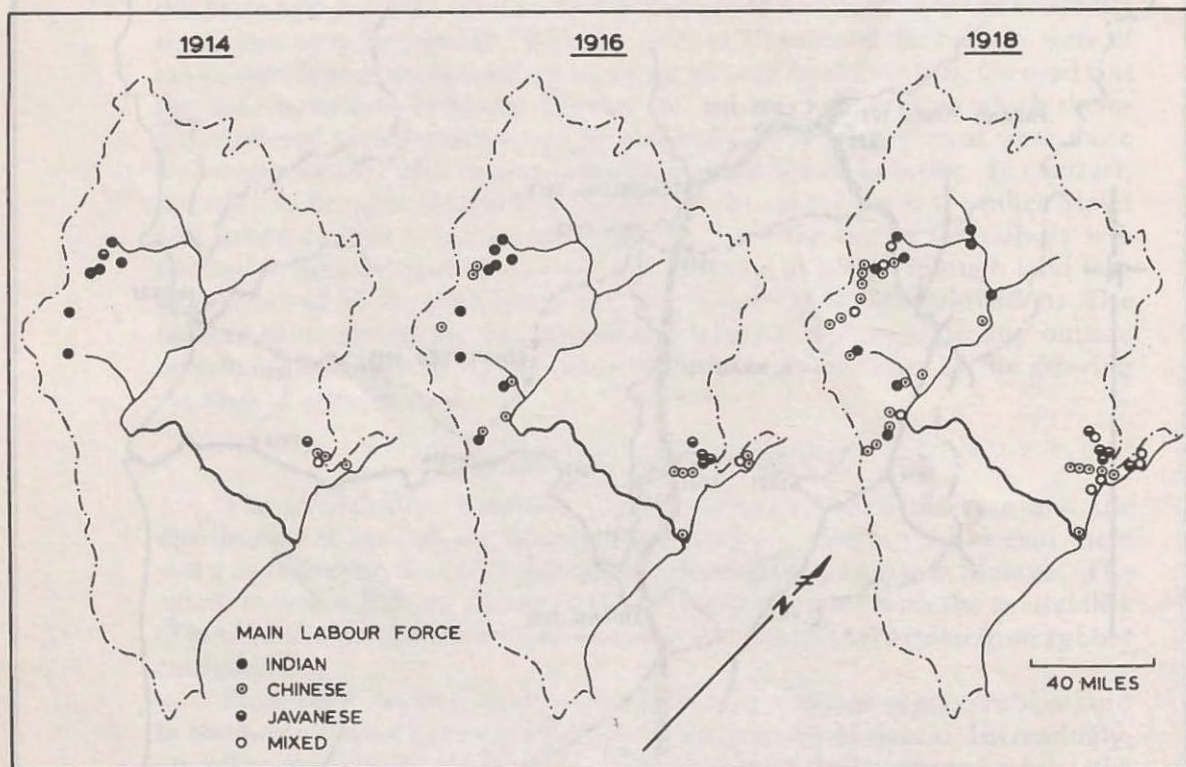 1914
1916
1918
MAIN LABOUR FORCE
INDIAN
CHINESE
JAVANESE
MIXED
N
40 MILES